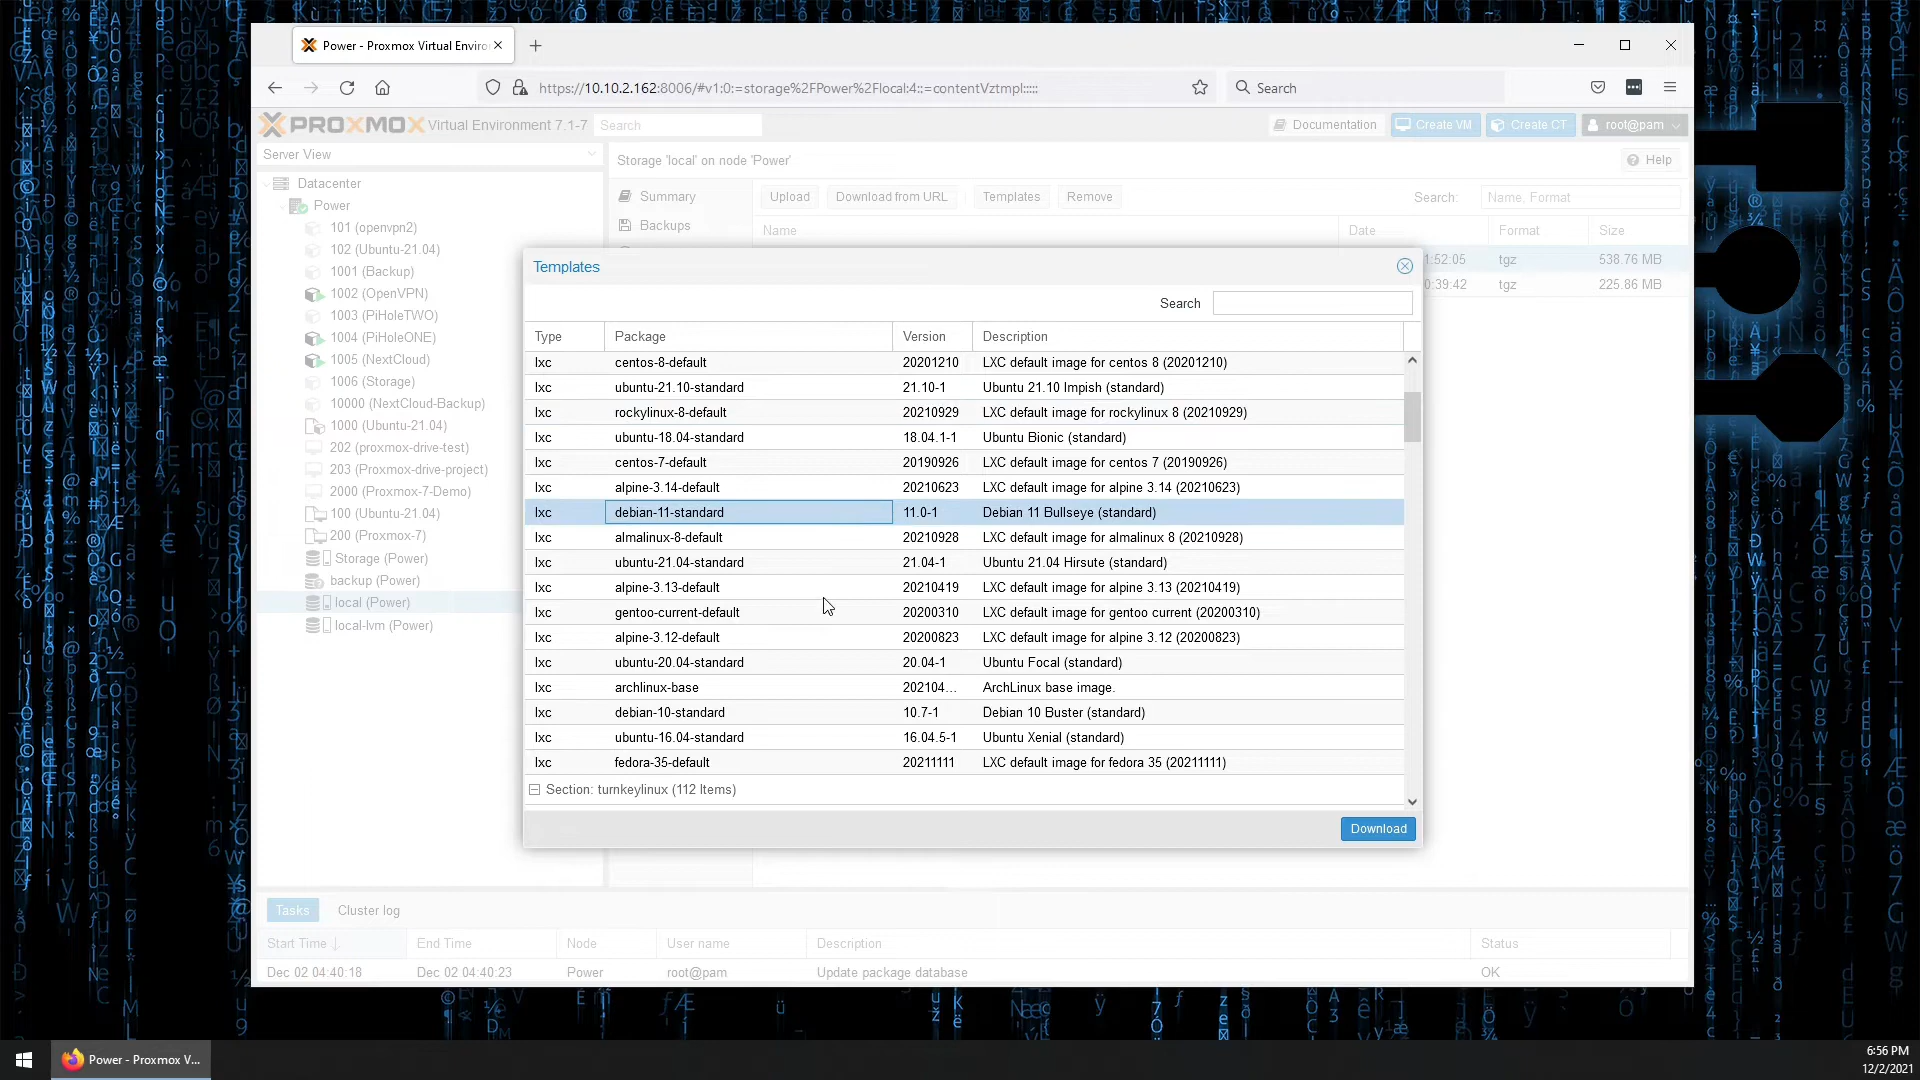 Power - Proxmox Virtual Enviro
https://10.10.2.162:8006/#v1:0:=storage%2FPower%2Flocal:4::=contentVztmpl:::::
Search
PROXMOX Virtual Environment 7.1-7 Search
Documentation Create VM Create CT root@pam
Server View
Storage 'local' on node 'Power'
Help
Datacenter
Power
101 (openvpn2)
102 (Ubuntu-21.04)
1001 (Backup)
1002 (OpenVPN)
1003 (PiHoleTWO)
1004 (PiHoleONE)
1005 (NextCloud)
1006 (Storage)
10000 (NextCloud-Backup)
1000 (Ubuntu-21.04)
202 (proxmox-drive-test)
203 (Proxmox-drive-project)
2000 (Proxmox-7-Demo)
100 (Ubuntu-21.04)
200 (Proxmox-7)
Storage (Power)
backup (Power)
local (Power)
local-lvm (Power)
Summary
Backups
Upload Download from URL Templates Remove Search: Name, Format
Name Date Format Size
1:52:05 tgz 538.76 MB
0:39:42 tgz 225.86 MB
Templates
Search
Type Package Version Description
lxc centos-8-default 20201210 LXC default image for centos 8 (20201210)
lxc ubuntu-21.10-standard 21.10-1 Ubuntu 21.10 Impish (standard)
lxc rockylinux-8-default 20210929 LXC default image for rockylinux 8 (20210929)
lxc ubuntu-18.04-standard 18.04.1-1 Ubuntu Bionic (standard)
lxc centos-7-default 20190926 LXC default image for centos 7 (20190926)
lxc alpine-3.14-default 20210623 LXC default image for alpine 3.14 (20210623)
lxc debian-11-standard 11.0-1 Debian 11 Bullseye (standard)
lxc almalinux-8-default 20210928 LXC default image for almalinux 8 (20210928)
lxc ubuntu-21.04-standard 21.04-1 Ubuntu 21.04 Hirsute (standard)
lxc alpine-3.13-default 20210419 LXC default image for alpine 3.13 (20210419)
lxc gentoo-current-default 20200310 LXC default image for gentoo current (20200310)
lxc alpine-3.12-default 20200823 LXC default image for alpine 3.12 (20200823)
lxc ubuntu-20.04-standard 20.04-1 Ubuntu Focal (standard)
lxc archlinux-base 202104... ArchLinux base image.
lxc debian-10-standard 10.7-1 Debian 10 Buster (standard)
lxc ubuntu-16.04-standard 16.04.5-1 Ubuntu Xenial (standard)
lxc fedora-35-default 20211111 LXC default image for fedora 35 (20211111)
Section: turnkeylinux (112 Items)
Download
Tasks Cluster log
Start Time End Time Node User name Description Status
Dec 02 04:40:18 Dec 02 04:40:23 Power root@pam Update package database OK
Power - Proxmox V...
6:56 PM
12/2/2021